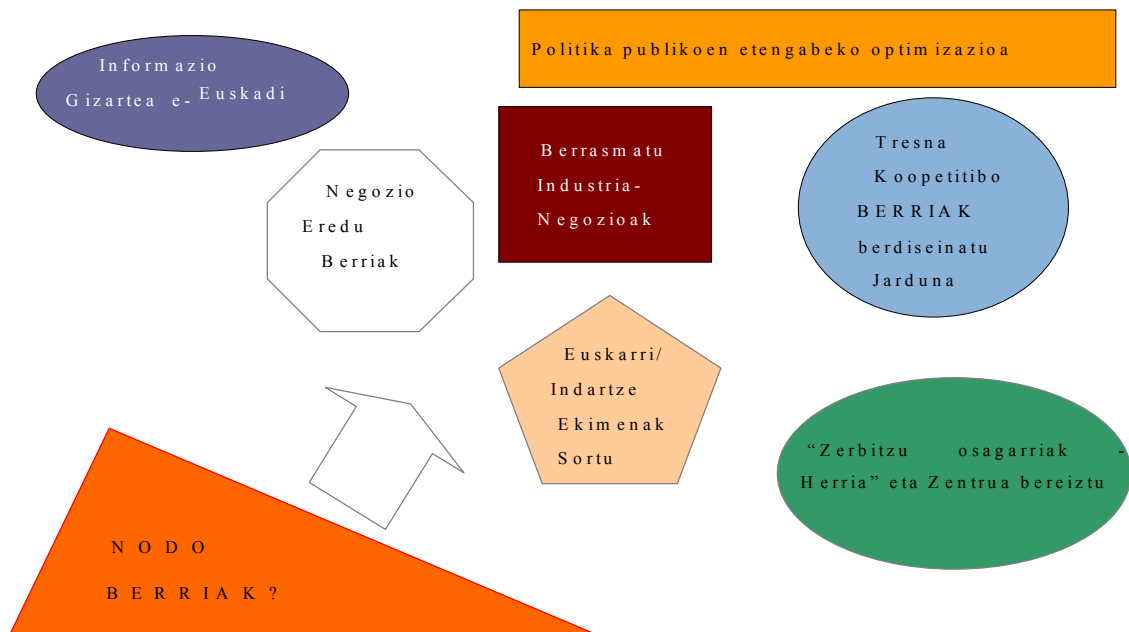 Informazio
Gizartea e- Euskadi
Politika publikoen etengabeko optimizazioa
Negozio
Eredu
Berriak
Berrasmatu
Industria-
Negozioak
Tresna
Koopetitibo
BERRIAK
berdiseinatu
Jarduna
Euskarri/
Indartze
Ekimenak
Sortu
“Zerbitzu osagarriak -
Herria” eta Zentrua bereiztu
NODO
BERRIAK?